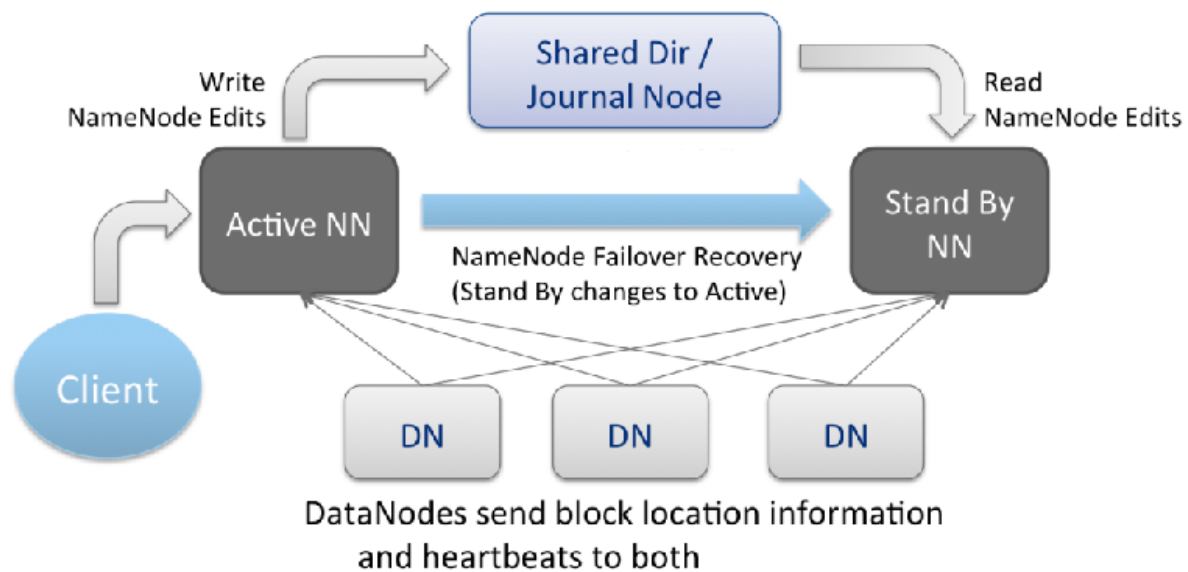 Shared Dir /
Journal Node
Write
NameNode Edits
Read
NameNode Edits
Active NN
Stand By
NN
NameNode Failover Recovery
(Stand By changes to Active)
Client
DN
DN
DN
DataNodes send block location information
and heartbeats to both